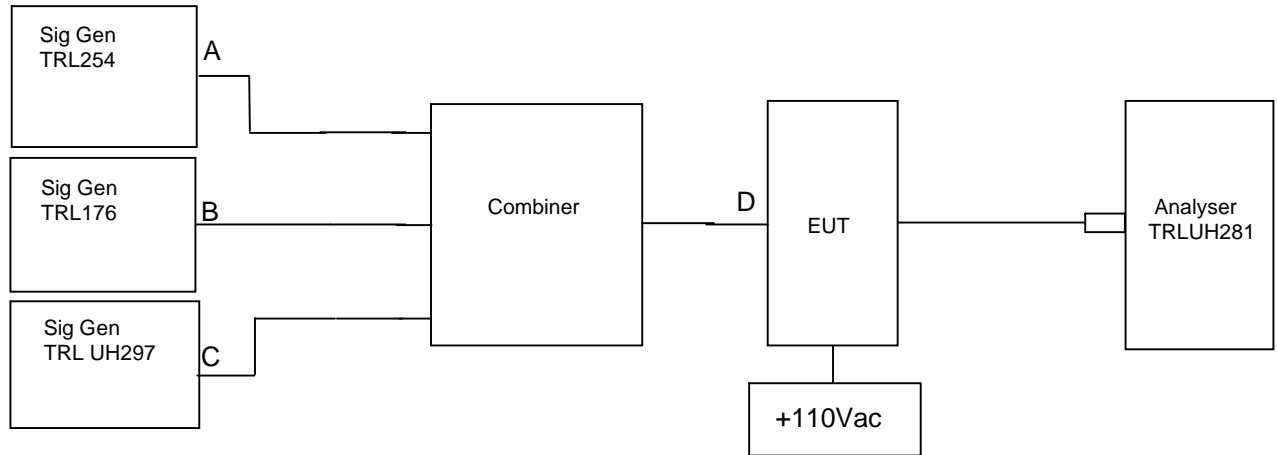 Sig Gen
TRL254
A
Sig Gen
TRL176
B
Sig Gen
TRL UH297
C
Combiner
D
EUT
Analyser
TRLUH281
+110Vac